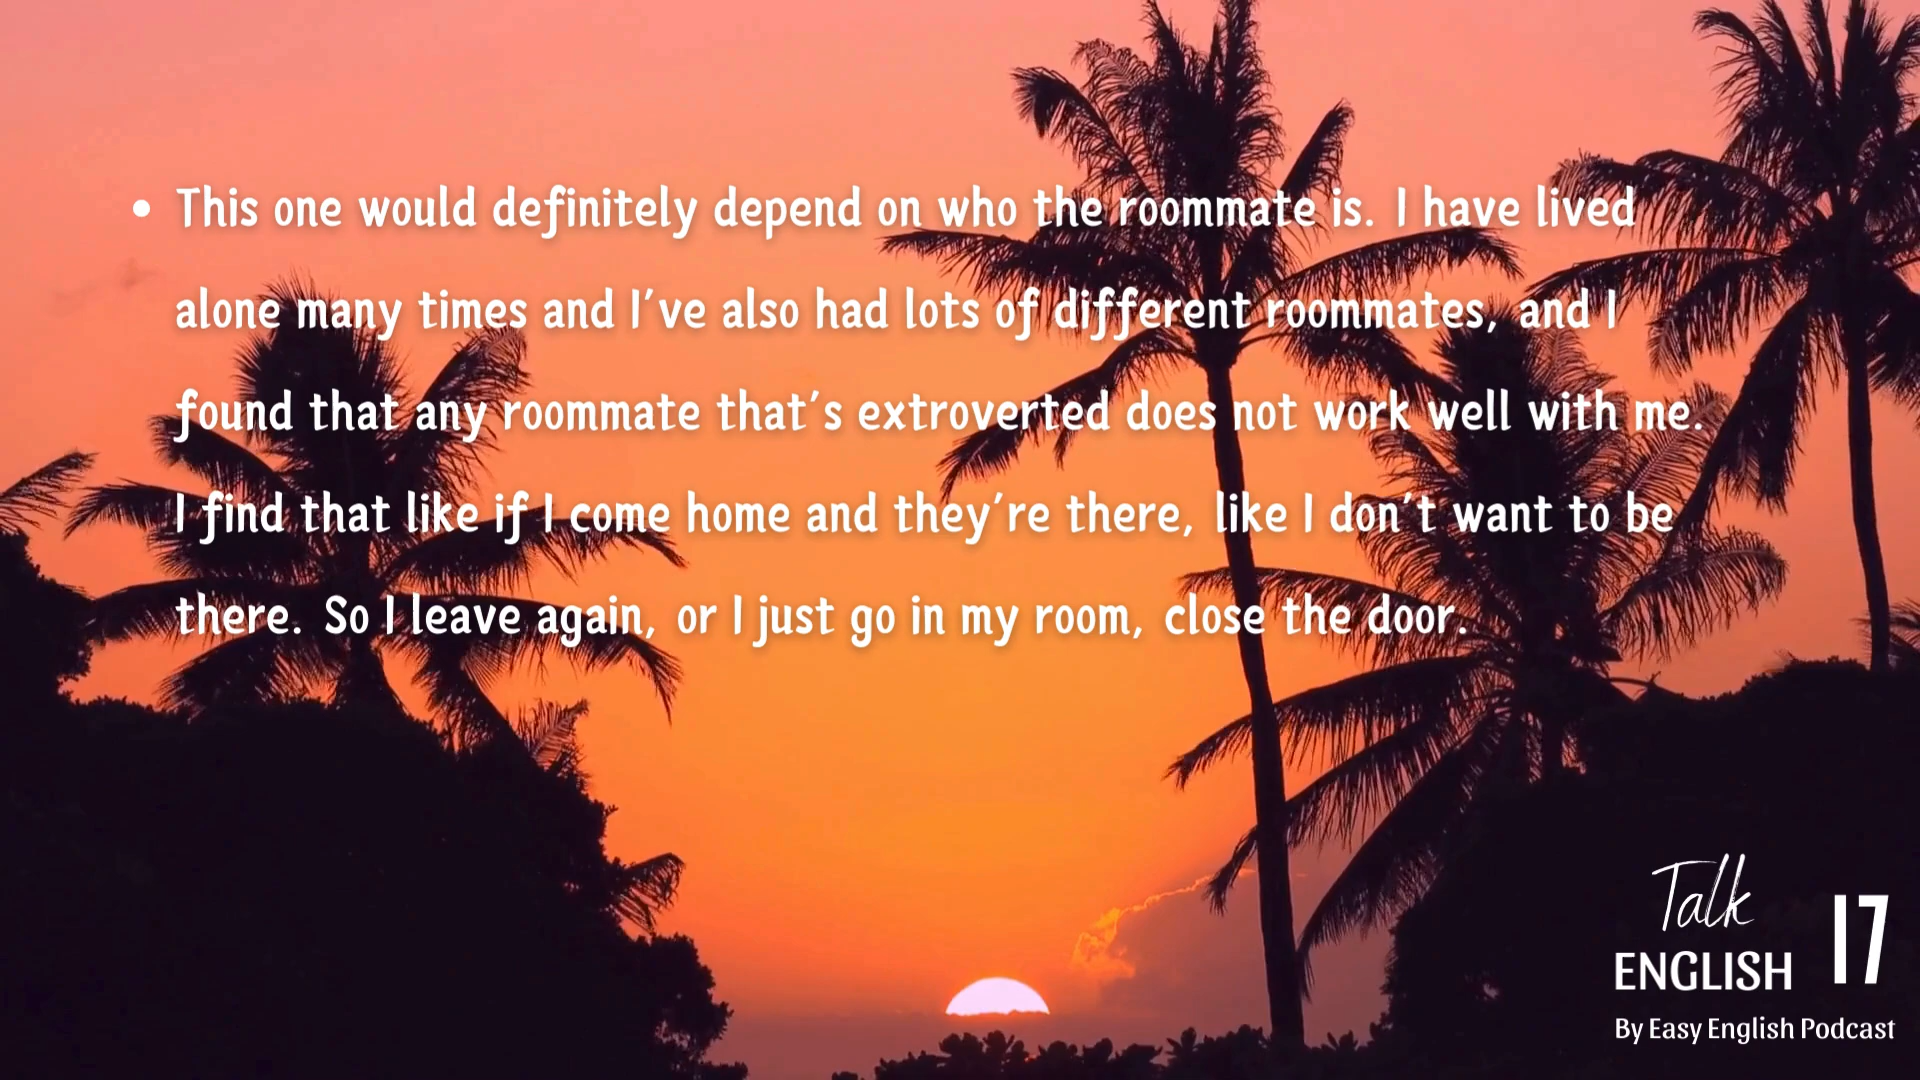 • This one would definitely depend on who the roommate is. I have lived
alone many times and I've also had lots of different roommates, and I
found that any roommate that's extroverted does not work well with me.
I find that like if I come home and they're there, like I don't want to be
there. So I leave again, or I just go in my room, close the door.
Talk
ENGLISH 17
By Easy English Podcast